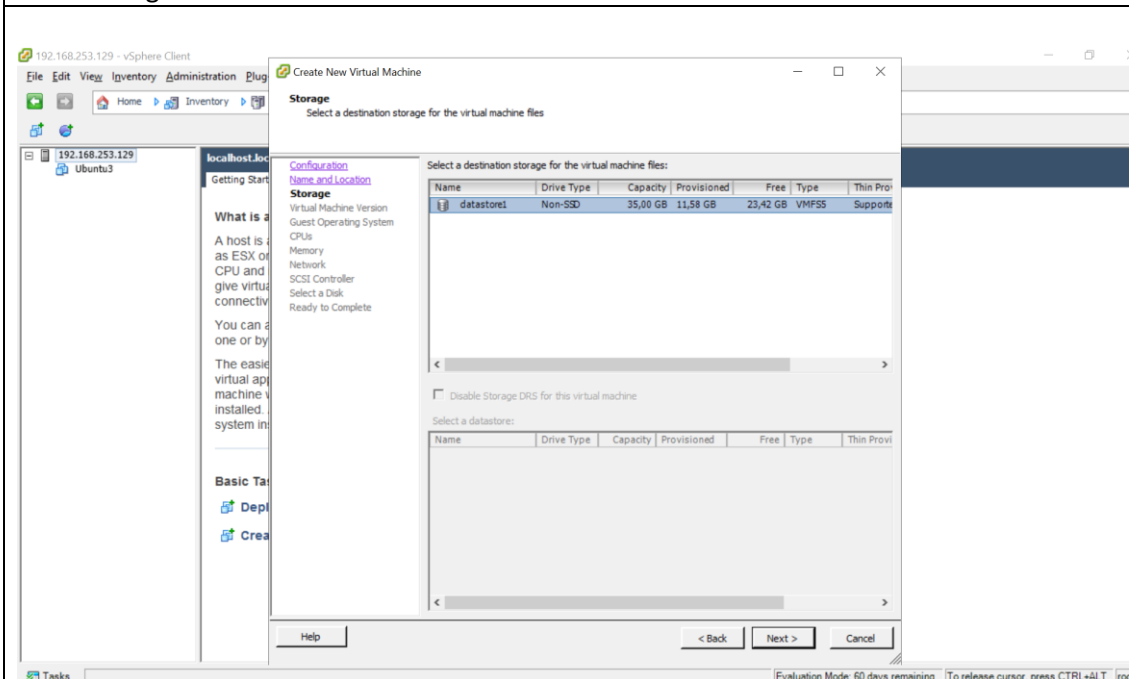 192.168.253.129 - vSphere Client
File Edit View Inventory Administration Plug
Home Inventory
192.168.253.129
Ubuntu3
localhost.loc
Getting Start
What is a
A host is a
as ESX or
CPU and
give virtua
connectiv
You can a
one or by
The easie
virtual app
machine v
installed.
system in
Basic Tas
Depl
Crea
Create New Virtual Machine
Storage
Select a destination storage for the virtual machine files
Configuration
Name and Location
Storage
Virtual Machine Version
Guest Operating System
CPUs
Memory
Network
SCSI Controller
Select a Disk
Ready to Complete
Select a destination storage for the virtual machine files:
Name Drive Type Capacity Provisioned Free Type Thin Prov
datastore1 Non-SSD 35,00 GB 11,58 GB 23,42 GB VMFS5 Supporte
Disable Storage DRS for this virtual machine
Select a datastore:
Name Drive Type Capacity Provisioned Free Type Thin Provi
Help < Back Next > Cancel
Tasks Evaluation Mode: 60 days remaining To release cursor, press CTRL+ALT roo